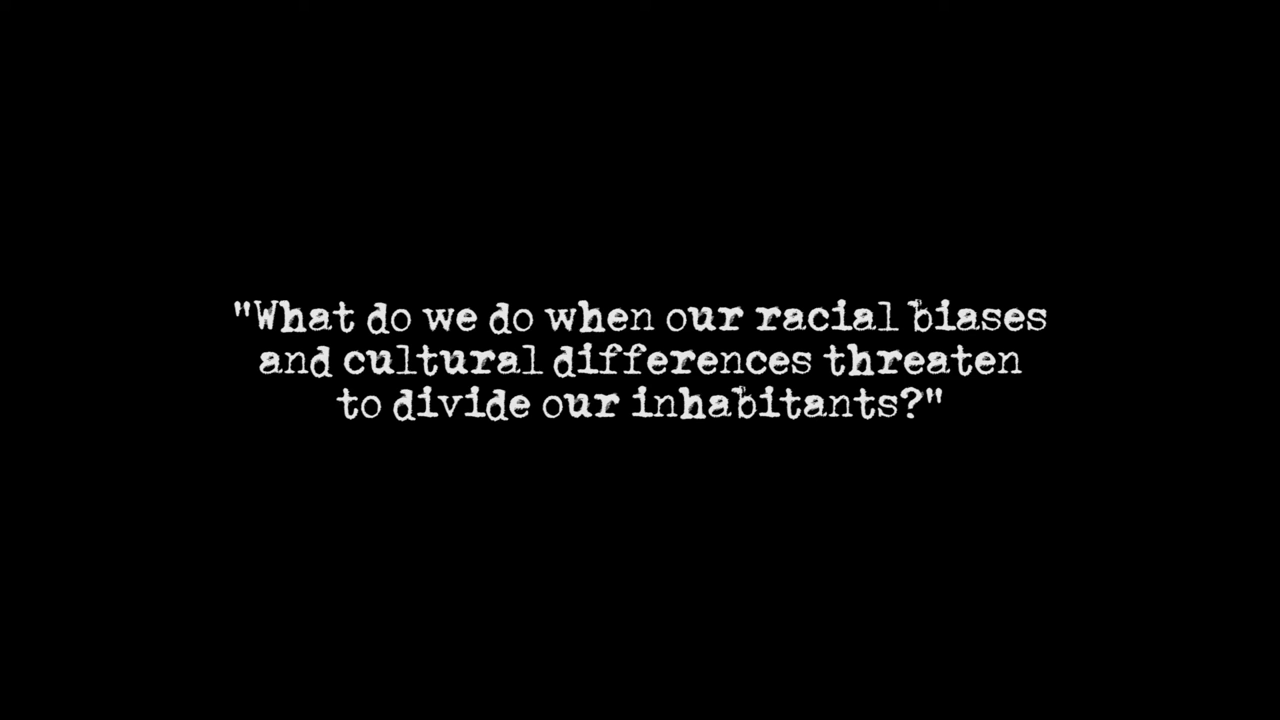 "What do we do when our racial biases
and cultural differences threaten
to divide our inhabitants?"